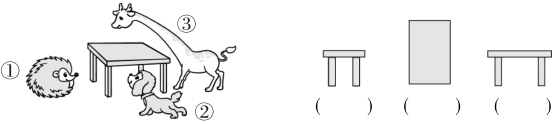 ③
①
②
(　　) (　　) (　　)